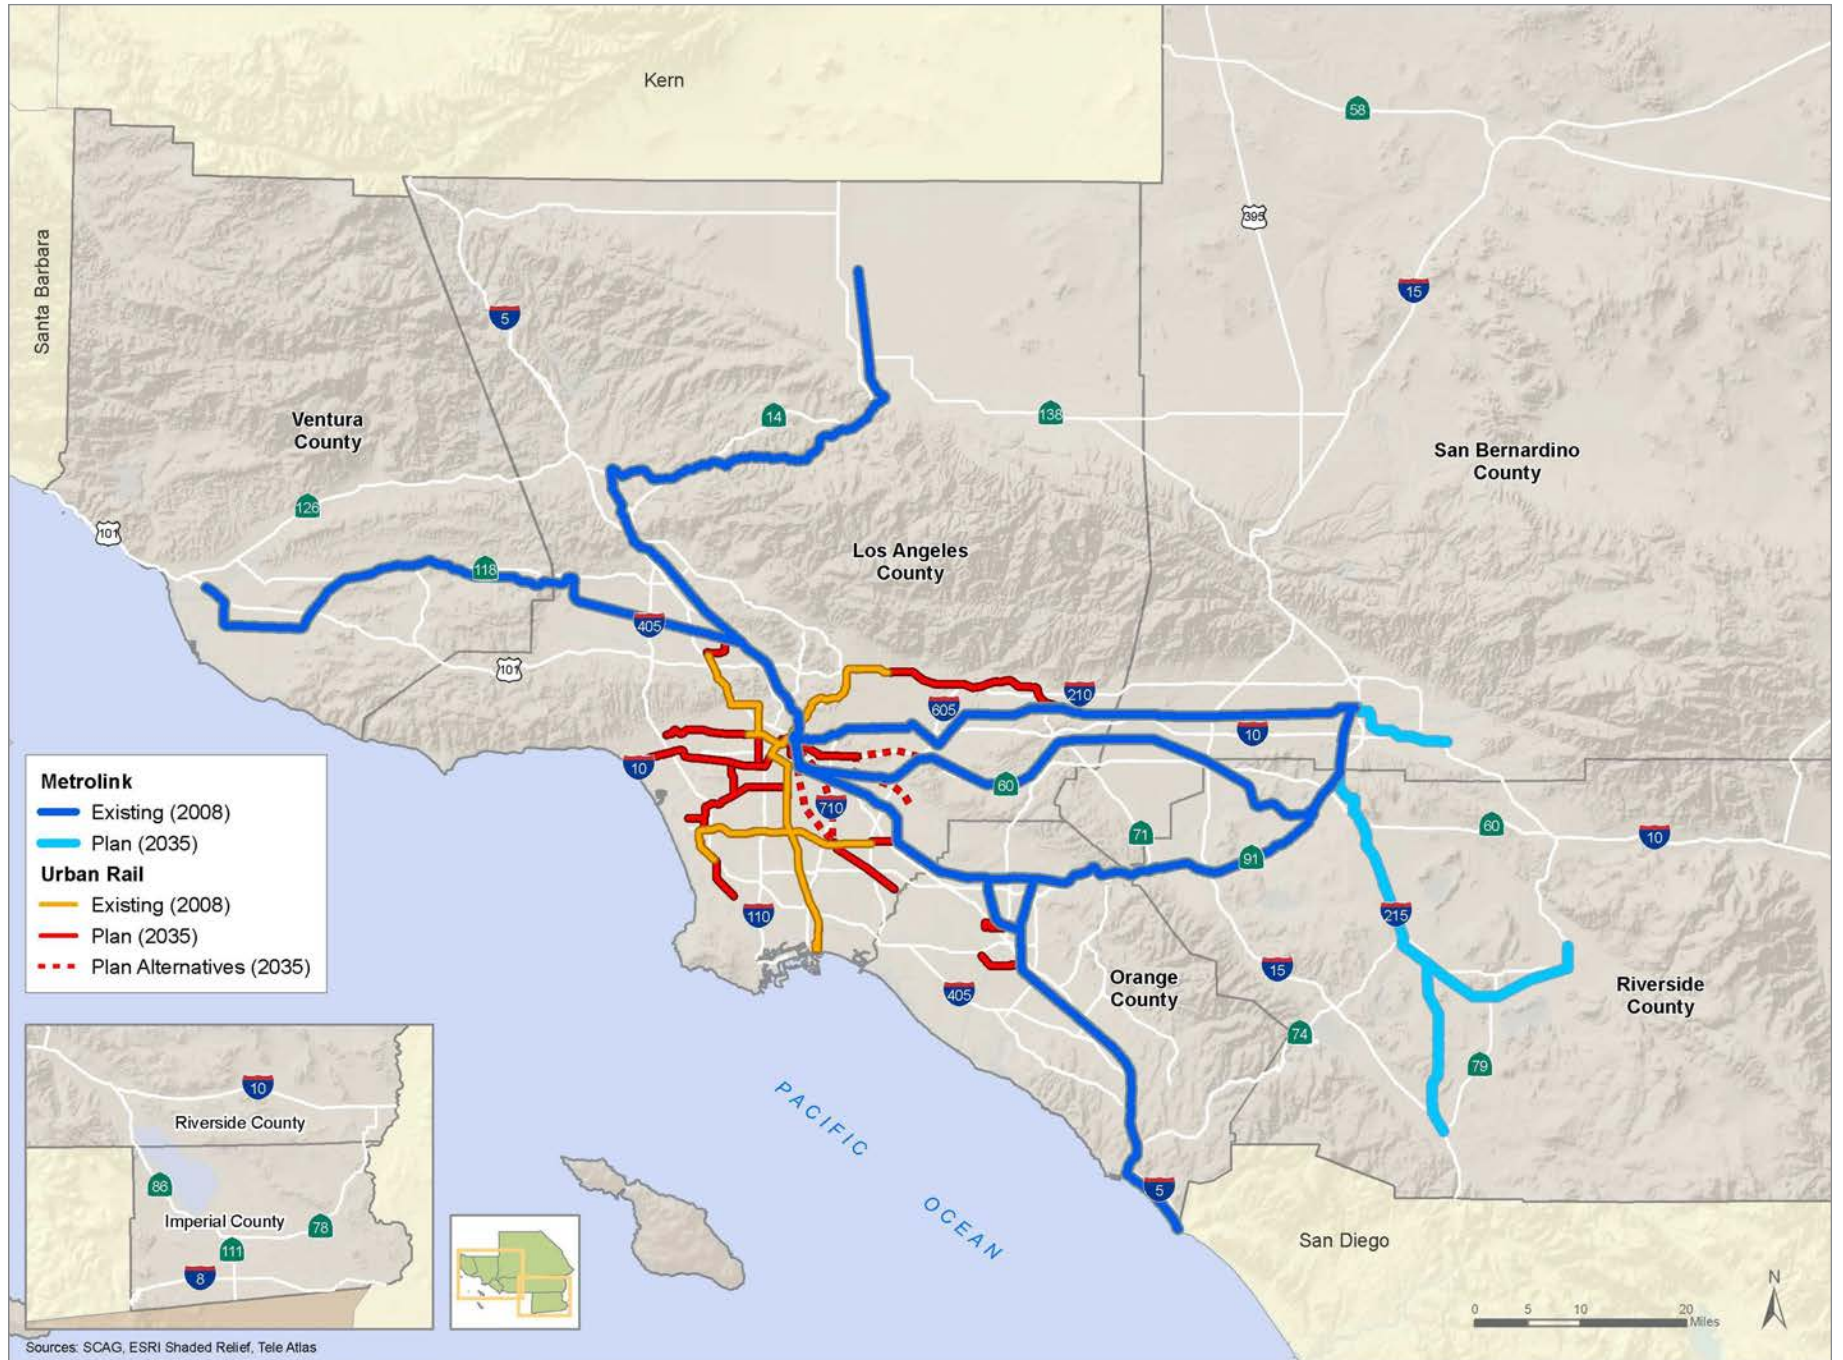 Kern
58
Santa Barbara
395
15
5
Ventura
County
14
138
San Bernardino
County
126
101
Los Angeles
County
118
405
101
210
605
10
10
60
710
71
91
60
10
110
215
15
405
Orange
County
Riverside
County
74
79
5
Metrolink
Existing (2008)
Plan (2035)
Urban Rail
Existing (2008)
Plan (2035)
Plan Alternatives (2035)
10
Riverside County
86
Imperial County
78
111
8
PACIFIC
OCEAN
San Diego
N
0 5 10 20
Miles
Sources: SCAG, ESRI Shaded Relief, Tele Atlas